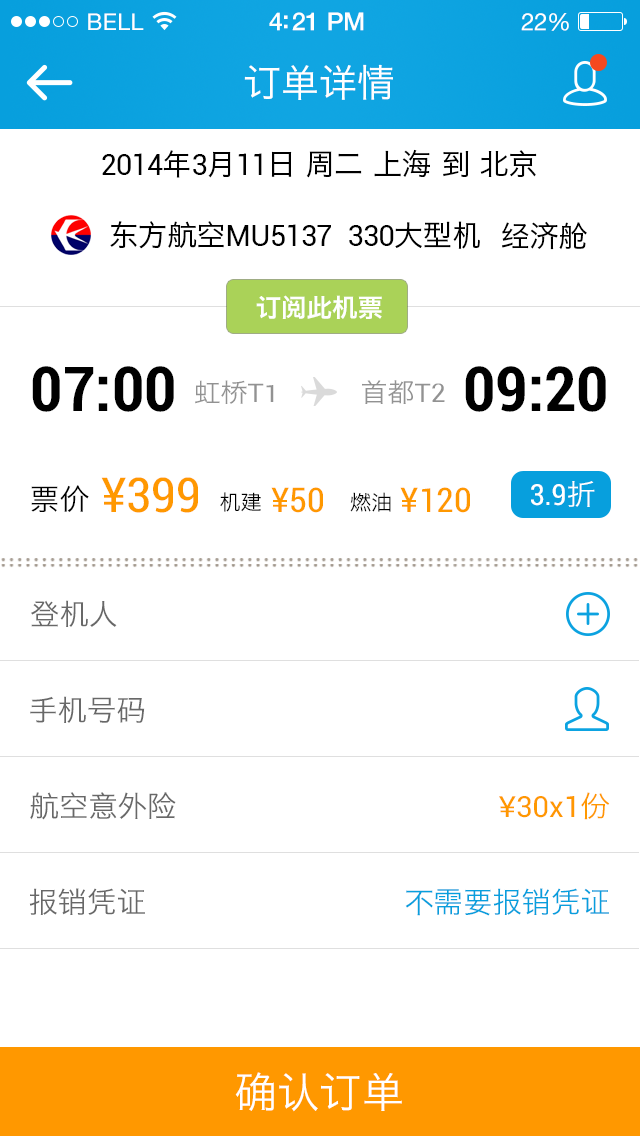 BELL 4:21 PM 22%
订单详情
2014年3月11日 周二 上海 到 北京
东方航空MU5137 330大型机 经济舱
订阅此机票
07:00 虹桥T1 首都T2 09:20
票价 ¥399 机建 ¥50 燃油 ¥120 3.9折
登机人
手机号码
航空意外险 ¥30x1份
报销凭证 不需要报销凭证
确认订单